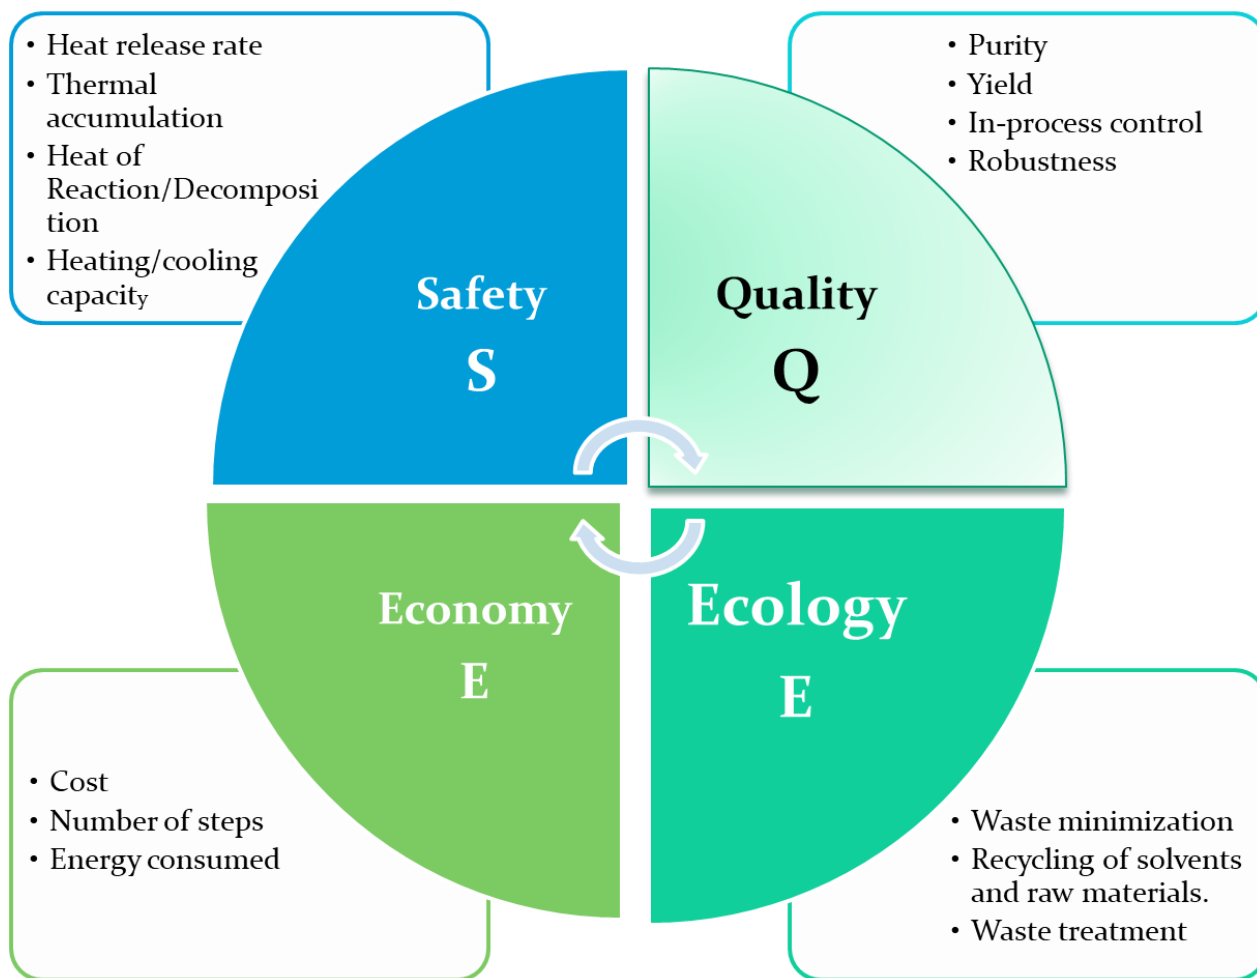 • Heat release rate
• Thermal
accumulation
• Heat of
Reaction/Decomposi
tion
• Heating/cooling
capacity
• Purity
• Yield
• In-process control
• Robustness
Safety
S
Quality
Q
Economy
E
Ecology
E
• Cost
• Number of steps
• Energy consumed
• Waste minimization
• Recycling of solvents
and raw materials.
• Waste treatment